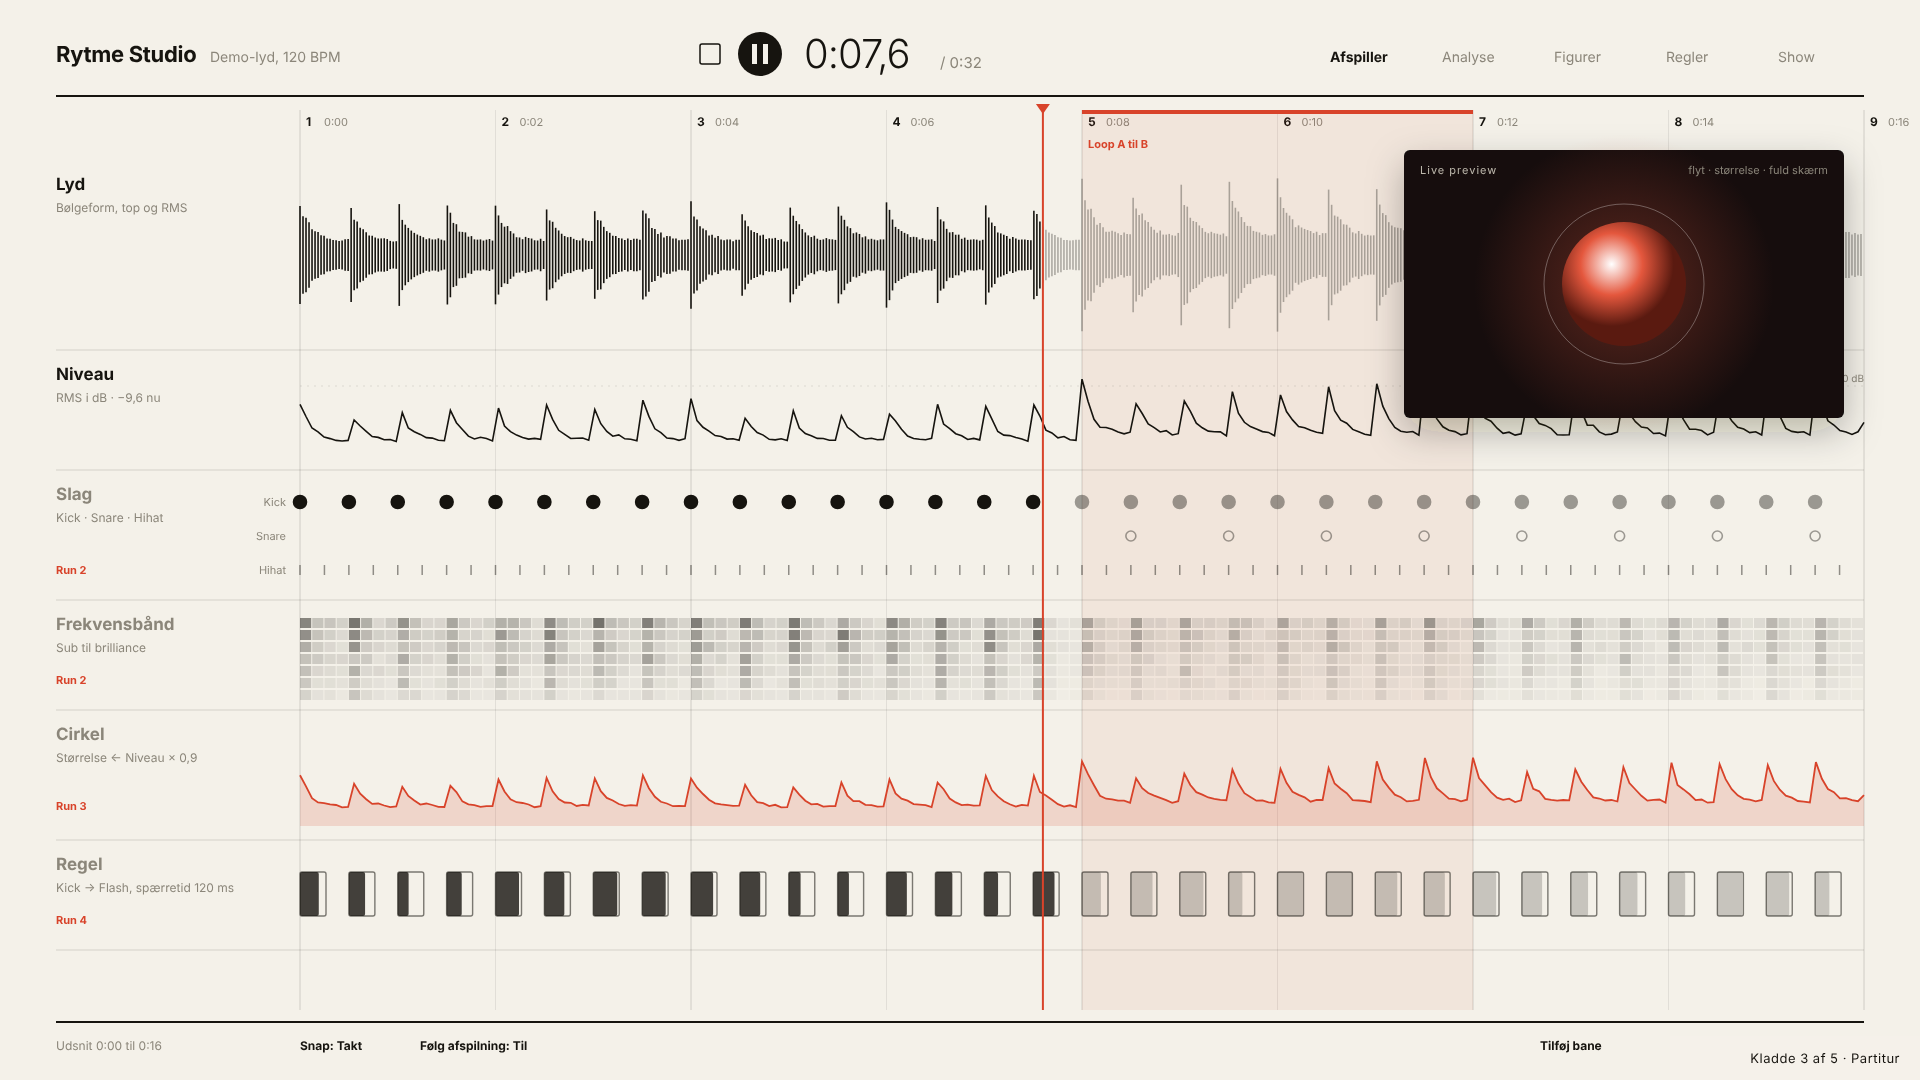 Rytme Studio Demo-lyd, 120 BPM
0:07,6 / 0:32
Afspiller Analyse Figurer Regler Show
1 0:00 2 0:02 3 0:04 4 0:06 5 0:08 6 0:10 7 0:12 8 0:14 9 0:16
Loop A til B
Live preview flyt · størrelse · fuld skærm
Lyd
Bølgeform, top og RMS
Niveau
RMS i dB · −9,6 nu
0 dB
Slag
Kick · Snare · Hihat
Run 2
Kick
Snare
Hihat
Frekvensbånd
Sub til brilliance
Run 2
Cirkel
Størrelse ← Niveau × 0,9
Run 3
Regel
Kick → Flash, spærretid 120 ms
Run 4
Udsnit 0:00 til 0:16 Snap: Takt Følg afspilning: Til Tilføj bane
Kladde 3 af 5 · Partitur